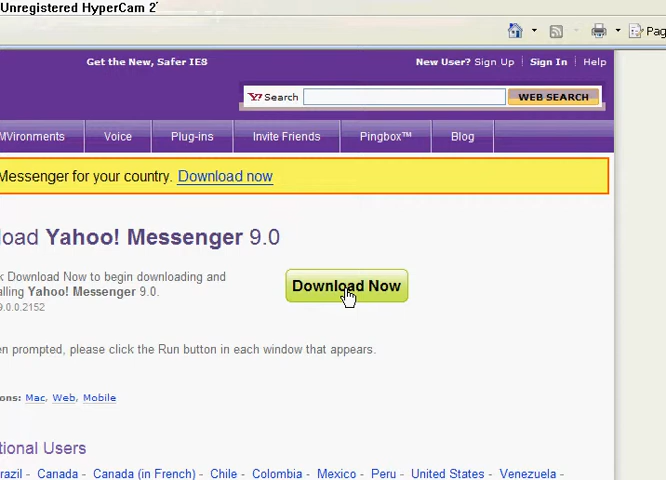 Unregistered HyperCam 2
Pag
Get the New, Safer IE8
New User? Sign Up | Sign In | Help
Y! Search WEB SEARCH
MVironments Voice Plug-ins Invite Friends Pingbox™ Blog
Messenger for your country. Download now
load Yahoo! Messenger 9.0
k Download Now to begin downloading and
alling Yahoo! Messenger 9.0.
9.0.0.2152
Download Now
en prompted, please click the Run button in each window that appears.
ons: Mac, Web, Mobile
tional Users
razil - Canada - Canada (in French) - Chile - Colombia - Mexico - Peru - United States - Venezuela -